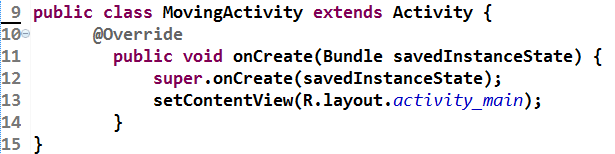 9 public class MovingActivity extends Activity {
10 @Override
11 public void onCreate(Bundle savedInstanceState) {
12 super.onCreate(savedInstanceState);
13 setContentView(R.layout.activity_main);
14 }
15 }